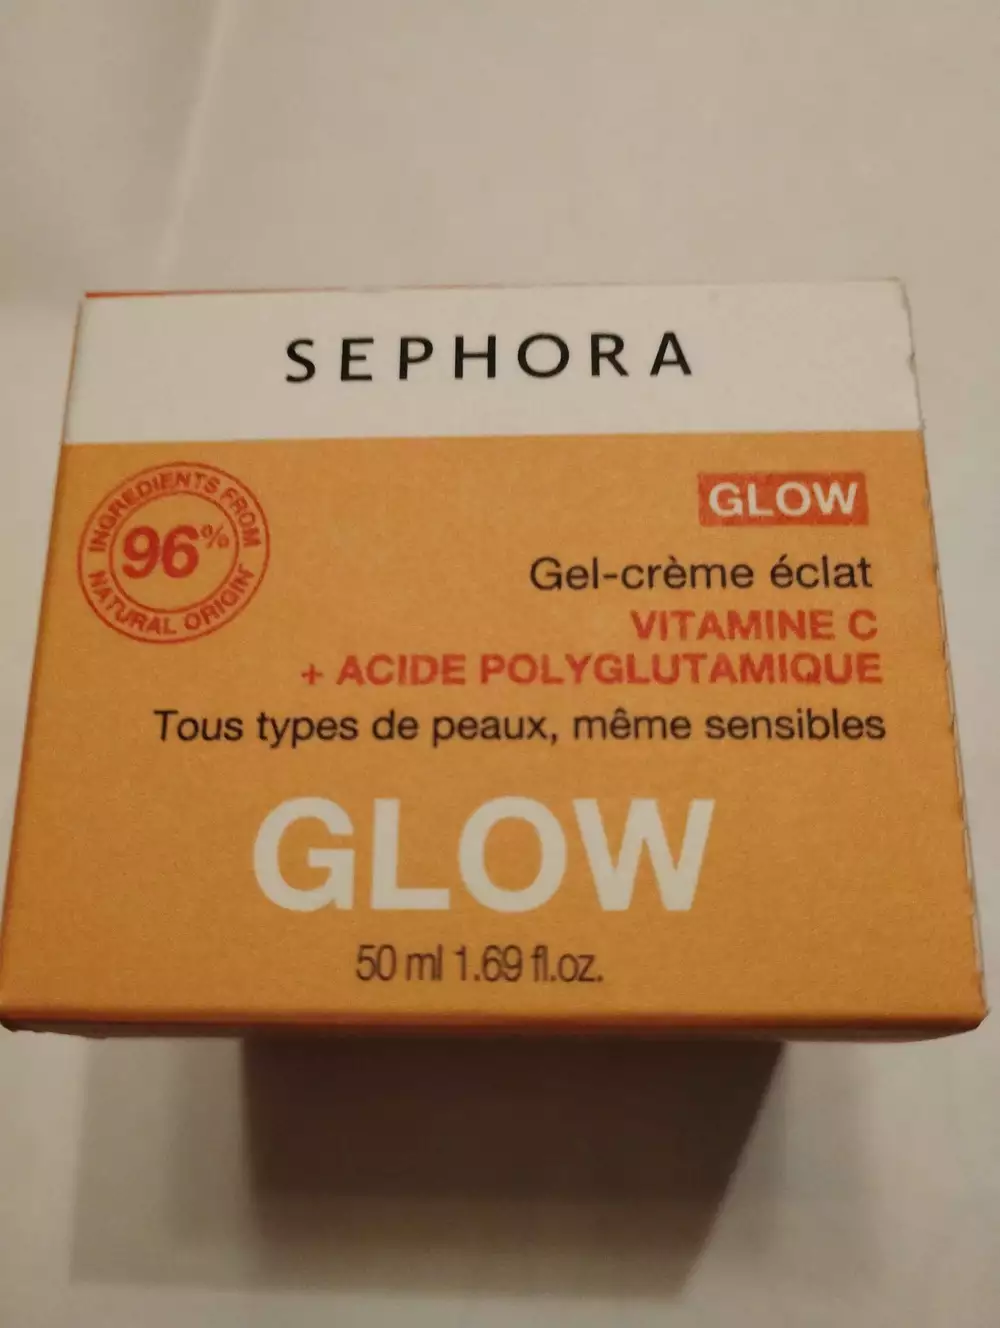 SEPHORA
INGREDIENTS FROM
96%
NATURAL ORIGIN*
GLOW
Gel-crème éclat
VITAMINE C
+ ACIDE POLYGLUTAMIQUE
Tous types de peaux, même sensibles
GLOW
50 ml 1.69 fl.oz.